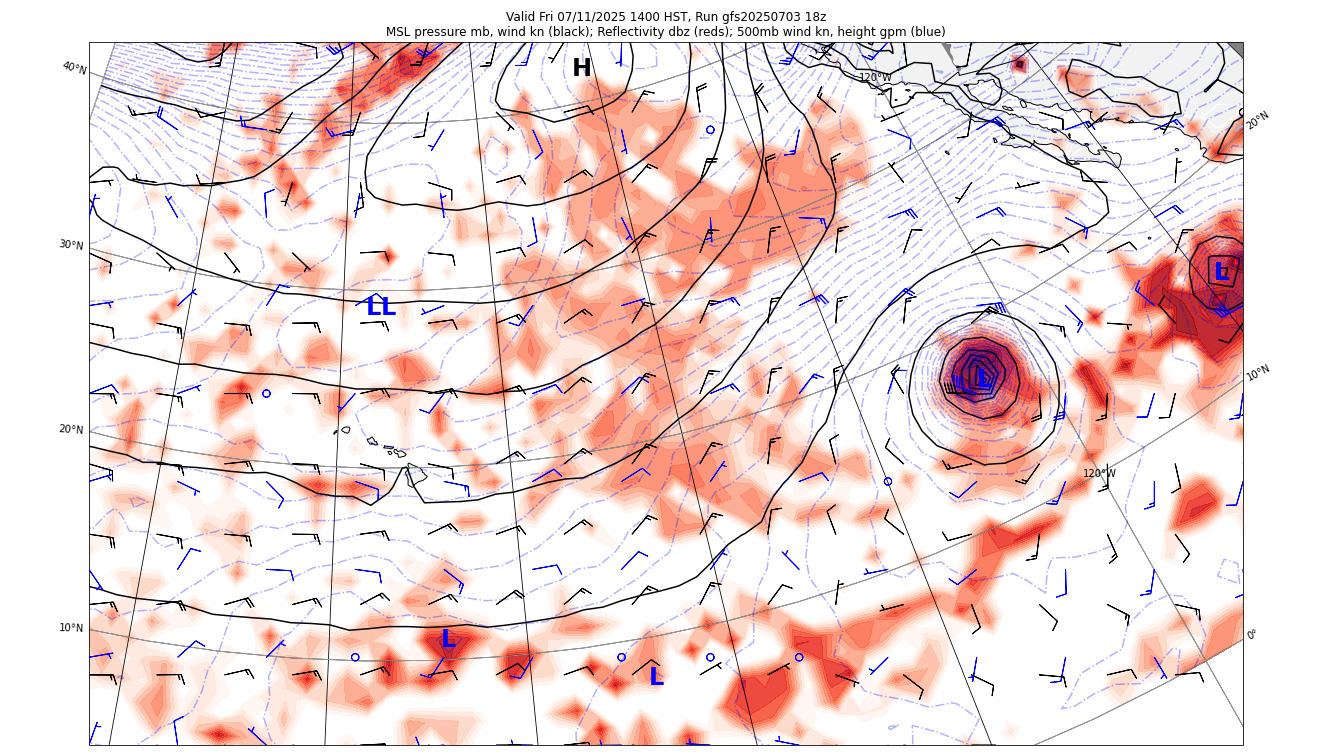 Valid Fri 07/11/2025 1400 HST, Run gfs20250703 18z
MSL pressure mb, wind kn (black); Reflectivity dbz (reds); 500mb wind kn, height gpm (blue)
40°N
H
120°W
20°N
30°N
L
LL
L
10°N
20°N
120°W
10°N
L
0°
L